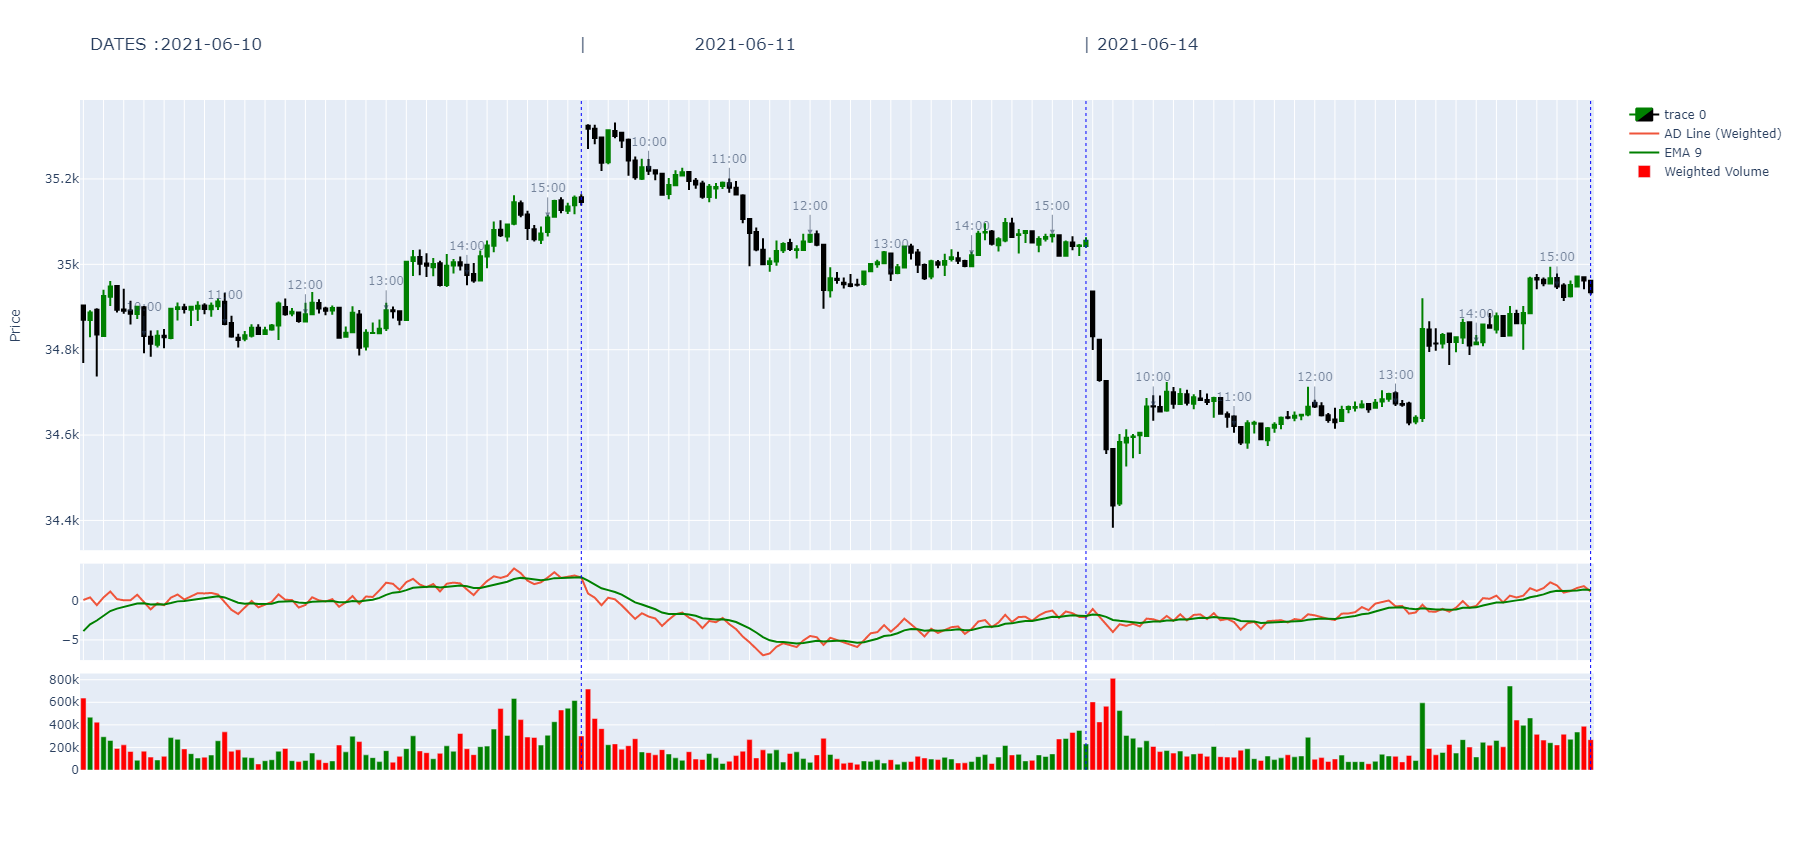 DATES :2021-06-10 | 2021-06-11 | 2021-06-14
trace 0
AD Line (Weighted)
EMA 9
Weighted Volume
Price
35.2k
35k
34.8k
34.6k
34.4k
10:00
11:00
12:00
13:00
14:00
15:00
10:00
11:00
12:00
13:00
14:00
15:00
10:00
11:00
12:00
13:00
14:00
15:00
0
−5
800k
600k
400k
200k
0